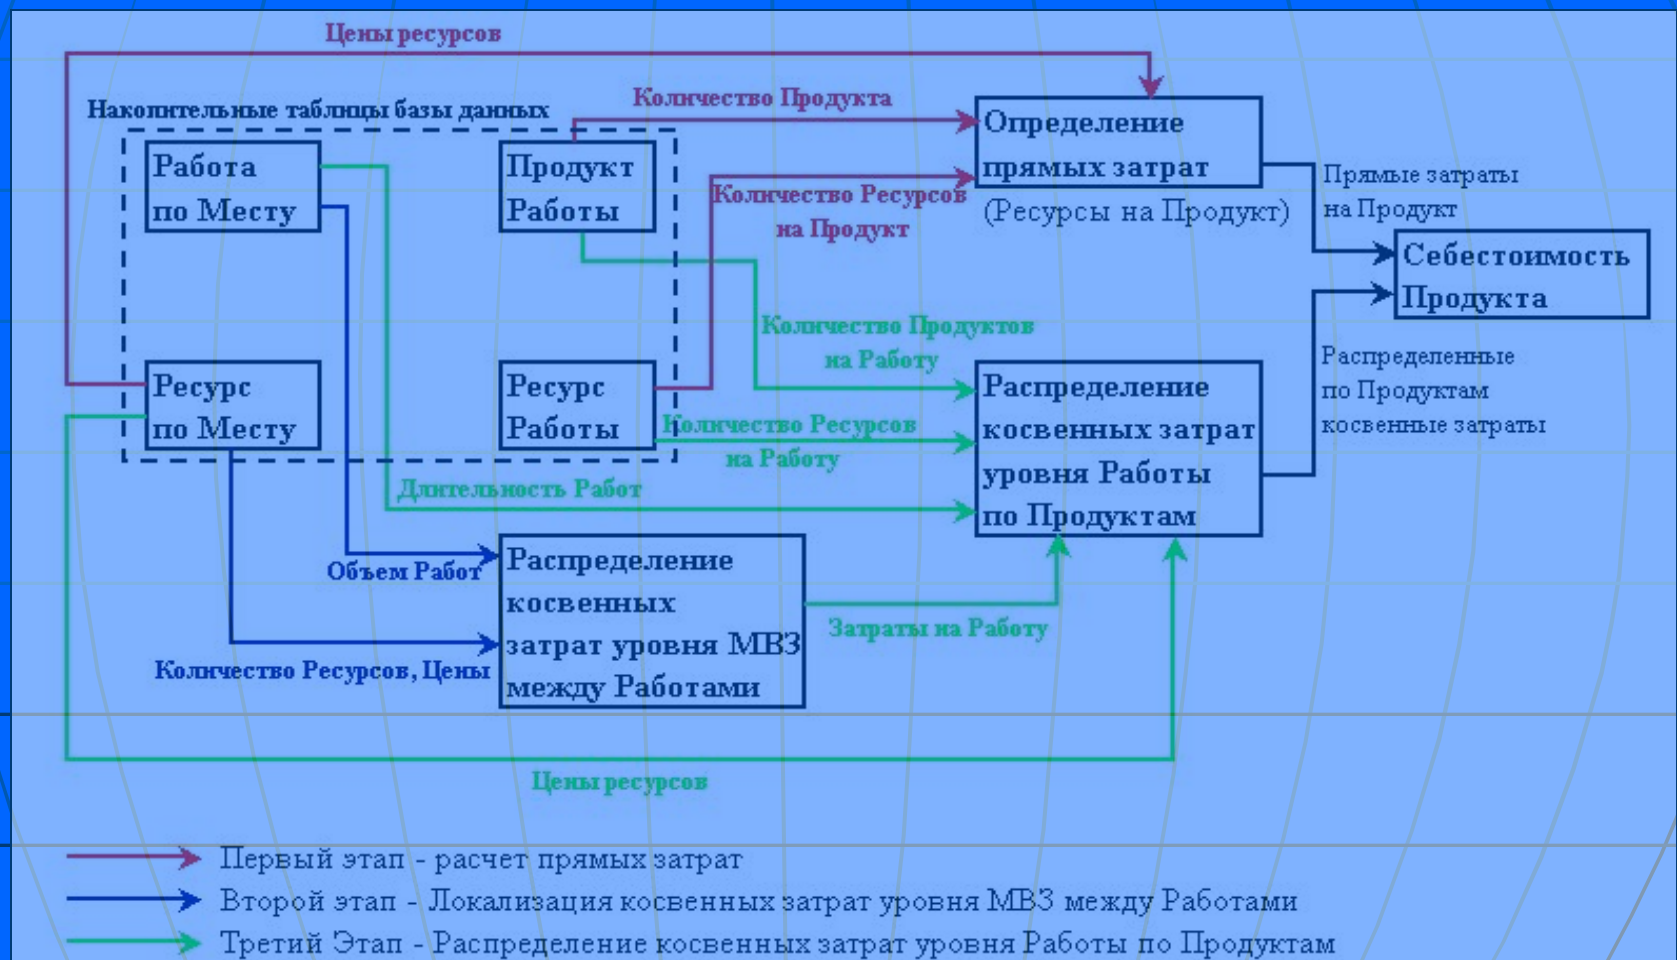 Цены ресурсов
Накопительные таблицы базы данных
Количество Продукта
Работа
по Месту
Продукт
Работы
Определение
прямых затрат
(Ресурсы на Продукт)
Количество Ресурсов
на Продукт
Прямые затраты
на Продукт
Себестоимость
Продукта
Количество Продуктов
на Работу
Ресурс
по Месту
Ресурс
Работы
Количество Ресурсов
на Работу
Распределение
косвенных затрат
уровня Работы
по Продуктам
Распределенные
по Продуктам
косвенные затраты
Длительность Работ
Объем Работ
Распределение
косвенных
затрат уровня МВЗ
между Работами
Затраты на Работу
Количество Ресурсов, Цены
Цены ресурсов
Первый этап - расчет прямых затрат
Второй этап - Локализация косвенных затрат уровня МВЗ между Работами
Третий Этап - Распределение косвенных затрат уровня Работы по Продуктам